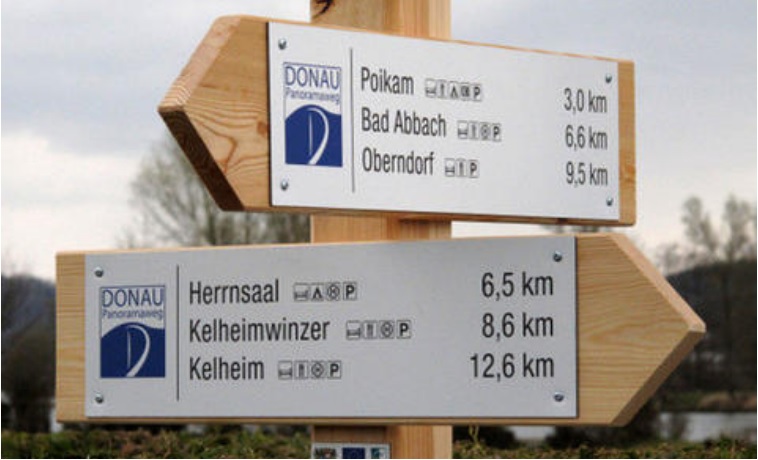 DONAU
Panoramaweg
Poikam P 3,0 km
Bad Abbach P 6,6 km
Oberndorf P 9,5 km
DONAU
Panoramaweg
Herrnsaal P 6,5 km
Kelheimwinzer P 8,6 km
Kelheim P 12,6 km